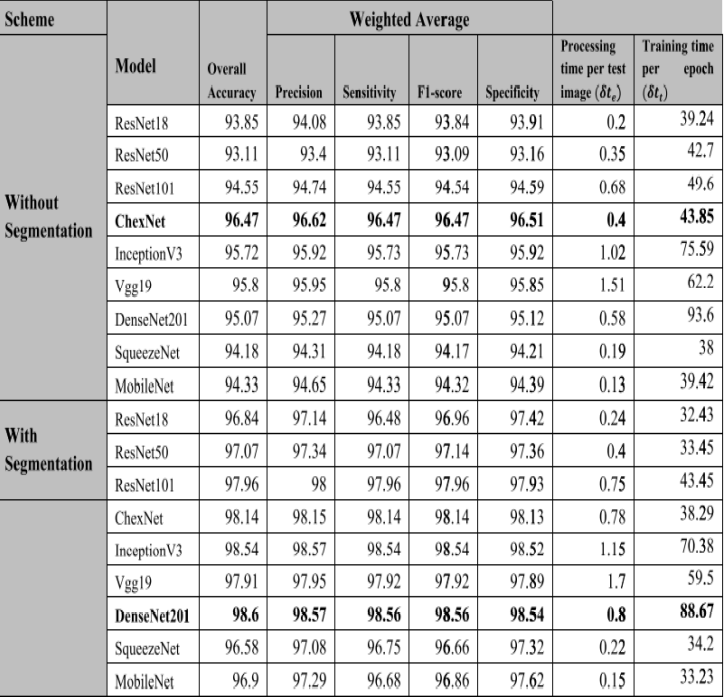 Scheme Weighted Average
Model Overall Accuracy Precision Sensitivity F1-score Specificity Processing time per test image (δtₑ) Training time per epoch (δtₜ)
Without Segmentation
ResNet18 93.85 94.08 93.85 93.84 93.91 0.2 39.24
ResNet50 93.11 93.4 93.11 93.09 93.16 0.35 42.7
ResNet101 94.55 94.74 94.55 94.54 94.59 0.68 49.6
ChexNet 96.47 96.62 96.47 96.47 96.51 0.4 43.85
InceptionV3 95.72 95.92 95.73 95.73 95.92 1.02 75.59
Vgg19 95.8 95.95 95.8 95.8 95.85 1.51 62.2
DenseNet201 95.07 95.27 95.07 95.07 95.12 0.58 93.6
SqueezeNet 94.18 94.31 94.18 94.17 94.21 0.19 38
MobileNet 94.33 94.65 94.33 94.32 94.39 0.13 39.42
With Segmentation
ResNet18 96.84 97.14 96.48 96.96 97.42 0.24 32.43
ResNet50 97.07 97.34 97.07 97.14 97.36 0.4 33.45
ResNet101 97.96 98 97.96 97.96 97.93 0.75 43.45
ChexNet 98.14 98.15 98.14 98.14 98.13 0.78 38.29
InceptionV3 98.54 98.57 98.54 98.54 98.52 1.15 70.38
Vgg19 97.91 97.95 97.92 97.92 97.89 1.7 59.5
DenseNet201 98.6 98.57 98.56 98.56 98.54 0.8 88.67
SqueezeNet 96.58 97.08 96.75 96.66 97.32 0.22 34.2
MobileNet 96.9 97.29 96.68 96.86 97.62 0.15 33.23